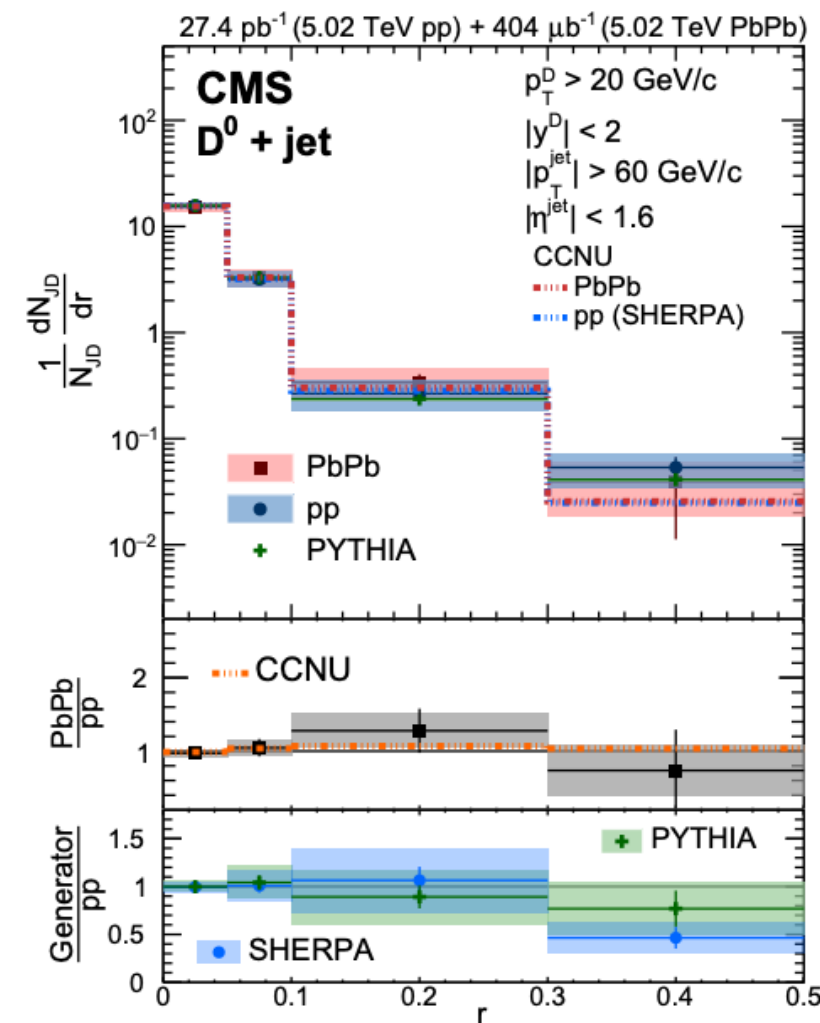 27.4 pb⁻¹ (5.02 TeV pp) + 404 μb⁻¹ (5.02 TeV PbPb)
CMS
D⁰ + jet
p_T^D > 20 GeV/c
|y^D| < 2
|p_T^jet| > 60 GeV/c
|η^jet| < 1.6
CCNU
PbPb
pp (SHERPA)
10²
10
1
10⁻¹
10⁻²
1/N_JD dN_JD/dr
PbPb
pp
PYTHIA
CCNU
2
1
PbPb/pp
PYTHIA
SHERPA
1.5
1
0.5
0
Generator/pp
0 0.1 0.2 0.3 0.4 0.5
r